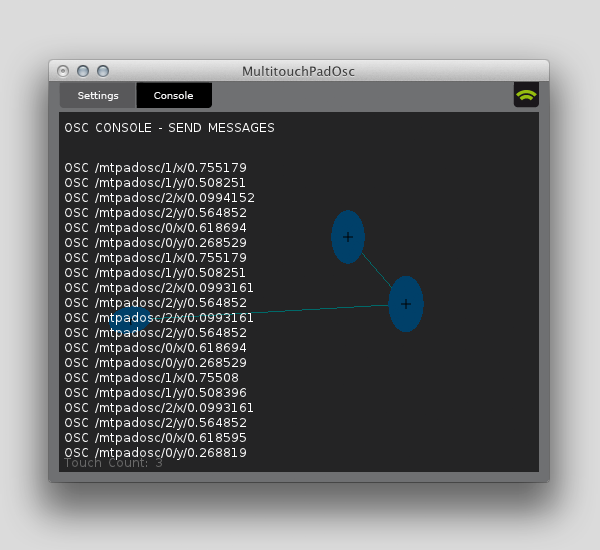 MultitouchPadOsc
Settings Console
OSC CONSOLE - SEND MESSAGES
OSC /mtpadosc/1/x/0.755179
OSC /mtpadosc/1/y/0.508251
OSC /mtpadosc/2/x/0.0994152
OSC /mtpadosc/2/y/0.564852
OSC /mtpadosc/0/x/0.618694
OSC /mtpadosc/0/y/0.268529
OSC /mtpadosc/1/x/0.755179
OSC /mtpadosc/1/y/0.508251
OSC /mtpadosc/2/x/0.0993161
OSC /mtpadosc/2/y/0.564852
OSC /mtpadosc/2/x/0.0993161
OSC /mtpadosc/2/y/0.564852
OSC /mtpadosc/0/x/0.618694
OSC /mtpadosc/0/y/0.268529
OSC /mtpadosc/1/x/0.75508
OSC /mtpadosc/1/y/0.508396
OSC /mtpadosc/2/x/0.0993161
OSC /mtpadosc/2/y/0.564852
OSC /mtpadosc/0/x/0.618595
OSC /mtpadosc/0/y/0.268819
Touch Count: 3